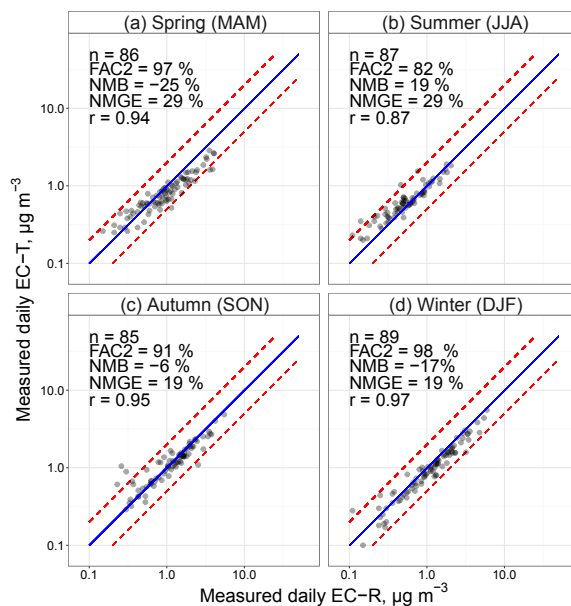 (a) Spring (MAM)
n = 86
FAC2 = 97 %
NMB = −25 %
NMGE = 29 %
r = 0.94
(b) Summer (JJA)
n = 87
FAC2 = 82 %
NMB = 19 %
NMGE = 29 %
r = 0.87
10.0
1.0
0.1
(c) Autumn (SON)
n = 85
FAC2 = 91 %
NMB = −6 %
NMGE = 19 %
r = 0.95
(d) Winter (DJF)
n = 89
FAC2 = 98 %
NMB = −17%
NMGE = 19 %
r = 0.97
10.0
1.0
0.1
0.1 1.0 10.0
0.1 1.0 10.0
Measured daily EC−T, µg m⁻³
Measured daily EC−R, µg m⁻³